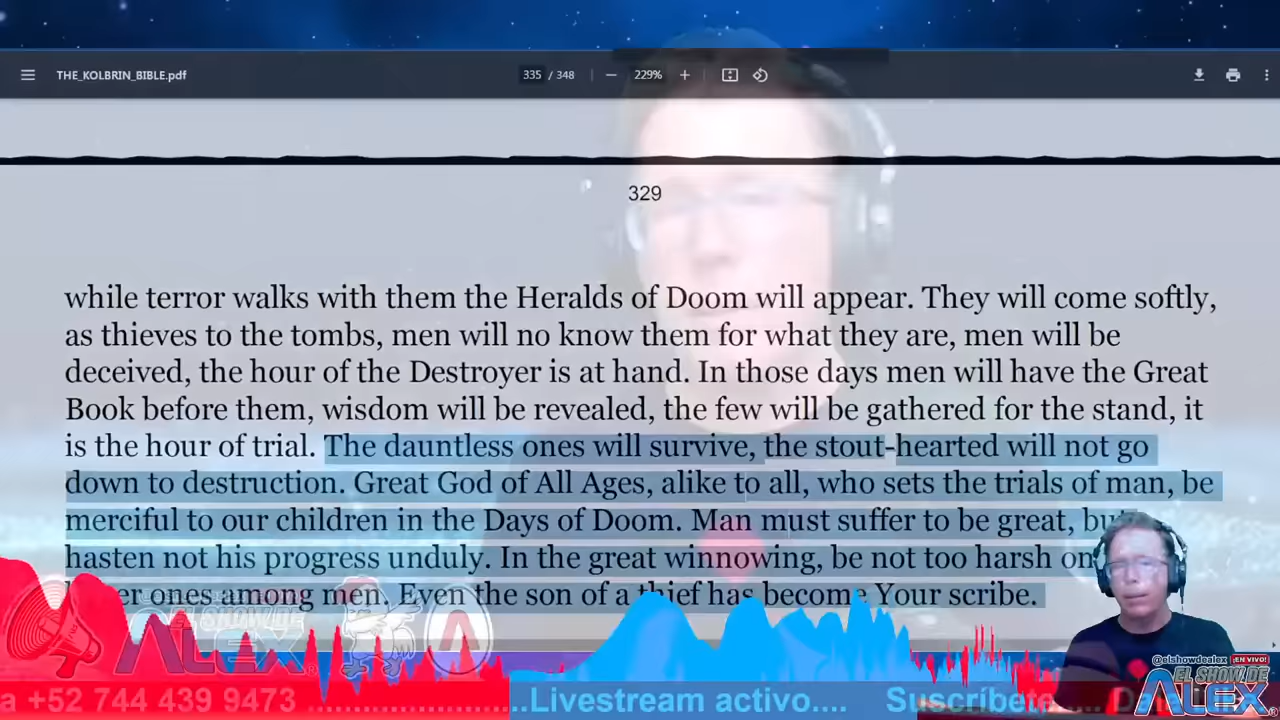 THE_KOLBRIN_BIBLE.pdf
335 / 348
229%
329
while terror walks with them the Heralds of Doom will appear. They will come softly,
as thieves to the tombs, men will no know them for what they are, men will be
deceived, the hour of the Destroyer is at hand. In those days men will have the Great
Book before them, wisdom will be revealed, the few will be gathered for the stand, it
is the hour of trial. The dauntless ones will survive, the stout-hearted will not go
down to destruction. Great God of All Ages, alike to all, who sets the trials of man, be
merciful to our children in the Days of Doom. Man must suffer to be great, but
hasten not his progress unduly. In the great winnowing, be not too harsh on
ones among men. Even the son of a thief has become Your scribe.
EL SHOW DE
ALEX
@elshowdealex ¡EN VIVO!
EL SHOW DE
ALEX
a +52 744 439 9473 ....................Livestream activo.... Suscríbete....